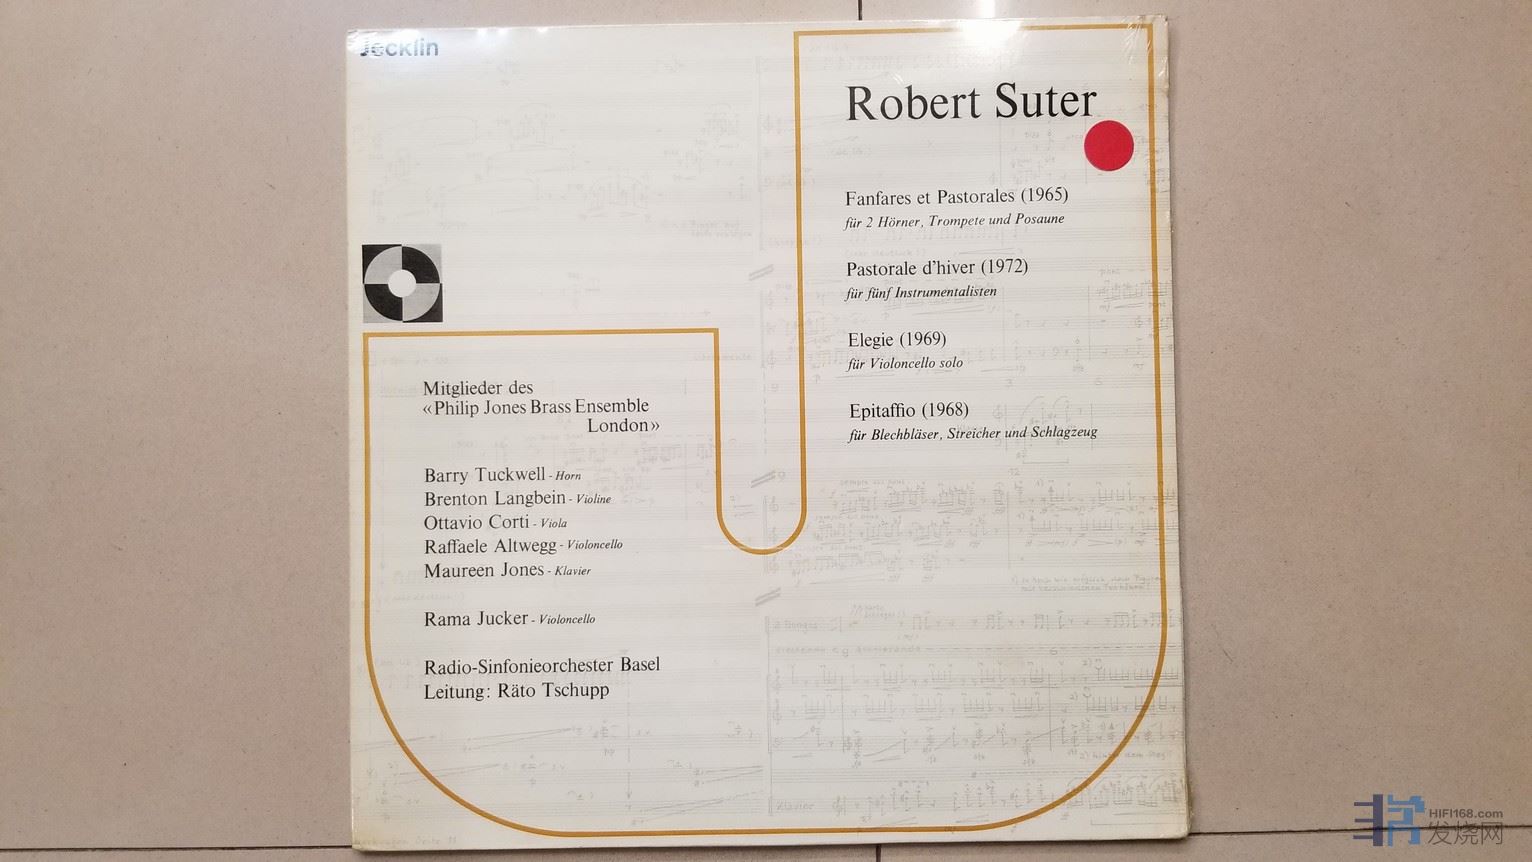 Jecklin
Robert Suter
Fanfares et Pastorales (1965)
für 2 Hörner, Trompete und Posaune
Pastorale d'hiver (1972)
für fünf Instrumentalisten
Elegie (1969)
für Violoncello solo
Epitaffio (1968)
für Blechbläser, Streicher und Schlagzeug
Mitglieder des
«Philip Jones Brass Ensemble
London»
Barry Tuckwell - Horn
Brenton Langbein - Violine
Ottavio Corti - Viola
Raffaele Altwegg - Violoncello
Maureen Jones - Klavier
Rama Jucker - Violoncello
Radio-Sinfonieorchester Basel
Leitung: Räto Tschupp
HIFI168.com
发烧网